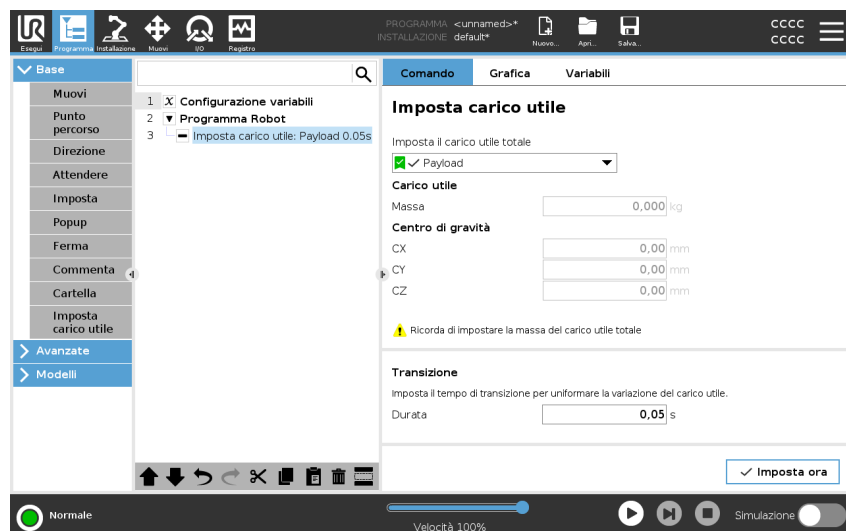 PROGRAMMA <unnamed>*
INSTALLAZIONE default*
Esegui
Programma
Installazione
Muovi
I/O
Registro
Nuovo...
Apri...
Salva...
CCCC
CCCC
Base
Muovi
Punto
percorso
Direzione
Attendere
Imposta
Popup
Ferma
Commenta
Cartella
Imposta
carico utile
Avanzate
Modelli
1 X Configurazione variabili
2 Programma Robot
3 Imposta carico utile: Payload 0.05s
Comando Grafica Variabili
Imposta carico utile
Imposta il carico utile totale
Payload
Carico utile
Massa 0,000 kg
Centro di gravità
CX 0,00 mm
CY 0,00 mm
CZ 0,00 mm
Ricorda di impostare la massa del carico utile totale
Transizione
Imposta il tempo di transizione per uniformare la variazione del carico utile.
Durata 0,05 s
Imposta ora
Normale
Velocità 100%
Simulazione